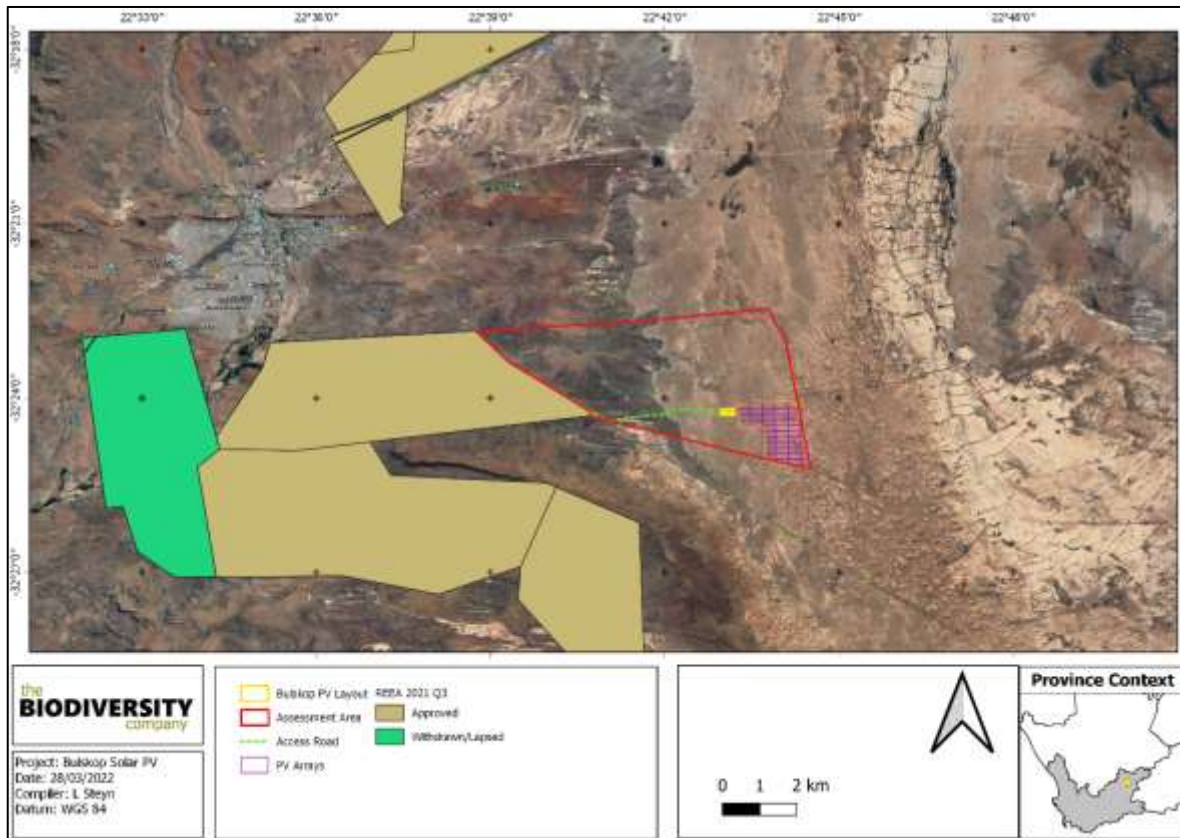 22°33'0" 22°36'0" 22°39'0" 22°42'0" 22°45'0" 22°48'0"
-32°18'0"
-32°21'0"
-32°24'0"
-32°27'0"
the
BIODIVERSITY
company
Project: Bulskop Solar PV
Date: 28/03/2022
Compiler: L Steyn
Datum: WGS 84
Bulskop PV Layout
Assessment Area
Access Road
PV Arrays
REEA 2021 Q3
Approved
Withdrawn/Lapsed
0 1 2 km
Province Context